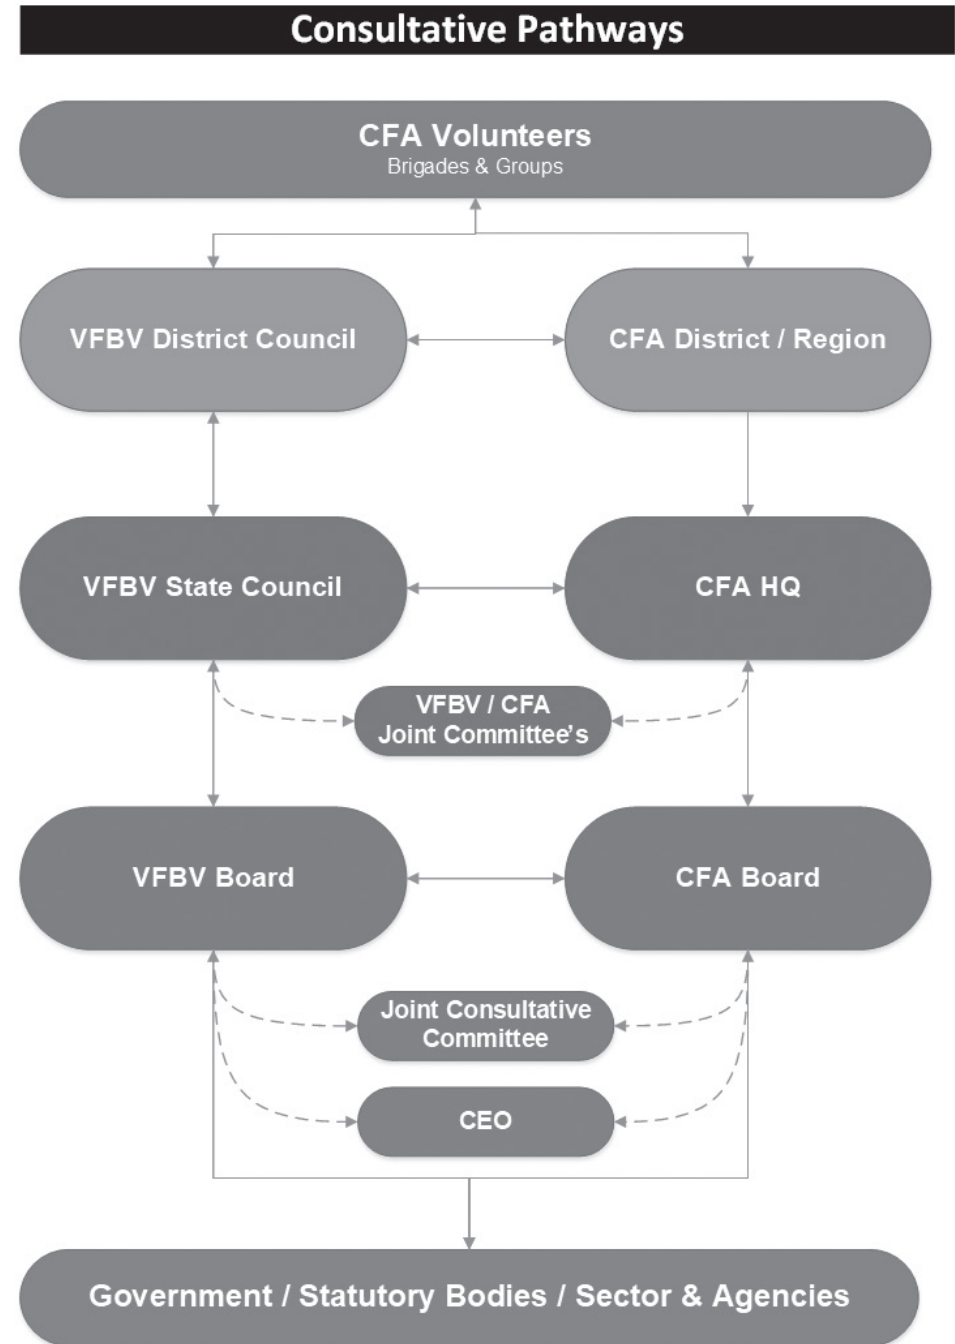 Consultative Pathways
CFA Volunteers
Brigades & Groups
VFBV District Council
CFA District / Region
VFBV State Council
CFA HQ
VFBV / CFA
Joint Committee's
VFBV Board
CFA Board
Joint Consultative
Committee
CEO
Government / Statutory Bodies / Sector & Agencies